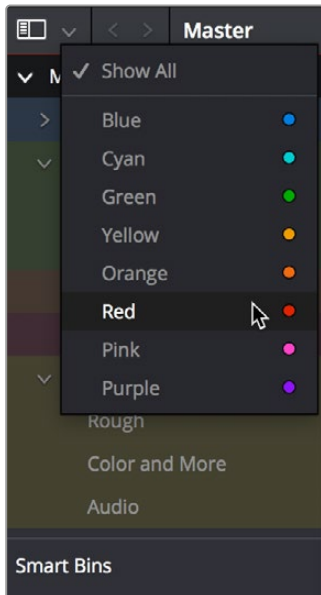 Master
M
Show All
Blue
Cyan
Green
Yellow
Orange
Red
Pink
Purple
Rough
Color and More
Audio
Smart Bins